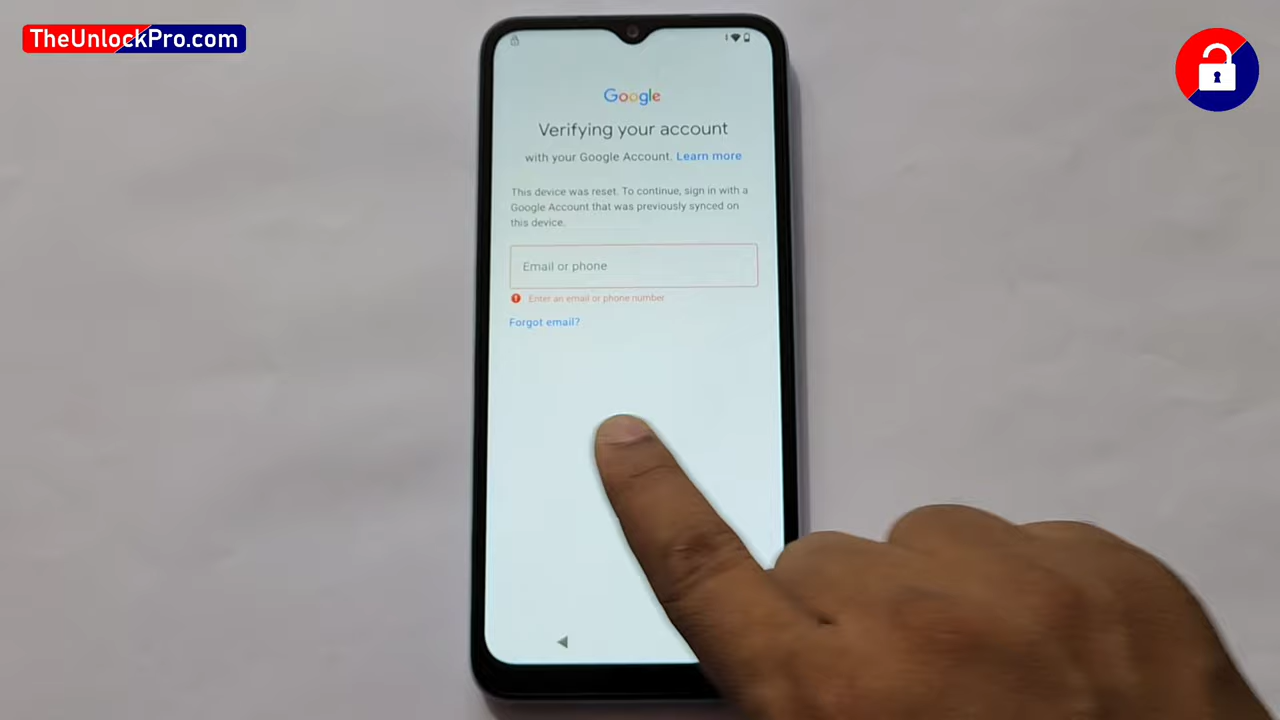 TheUnlockPro.com
Google
Verifying your account
with your Google Account. Learn more
This device was reset. To continue, sign in with a
Google Account that was previously synced on
this device.
Email or phone
Enter an email or phone number
Forgot email?